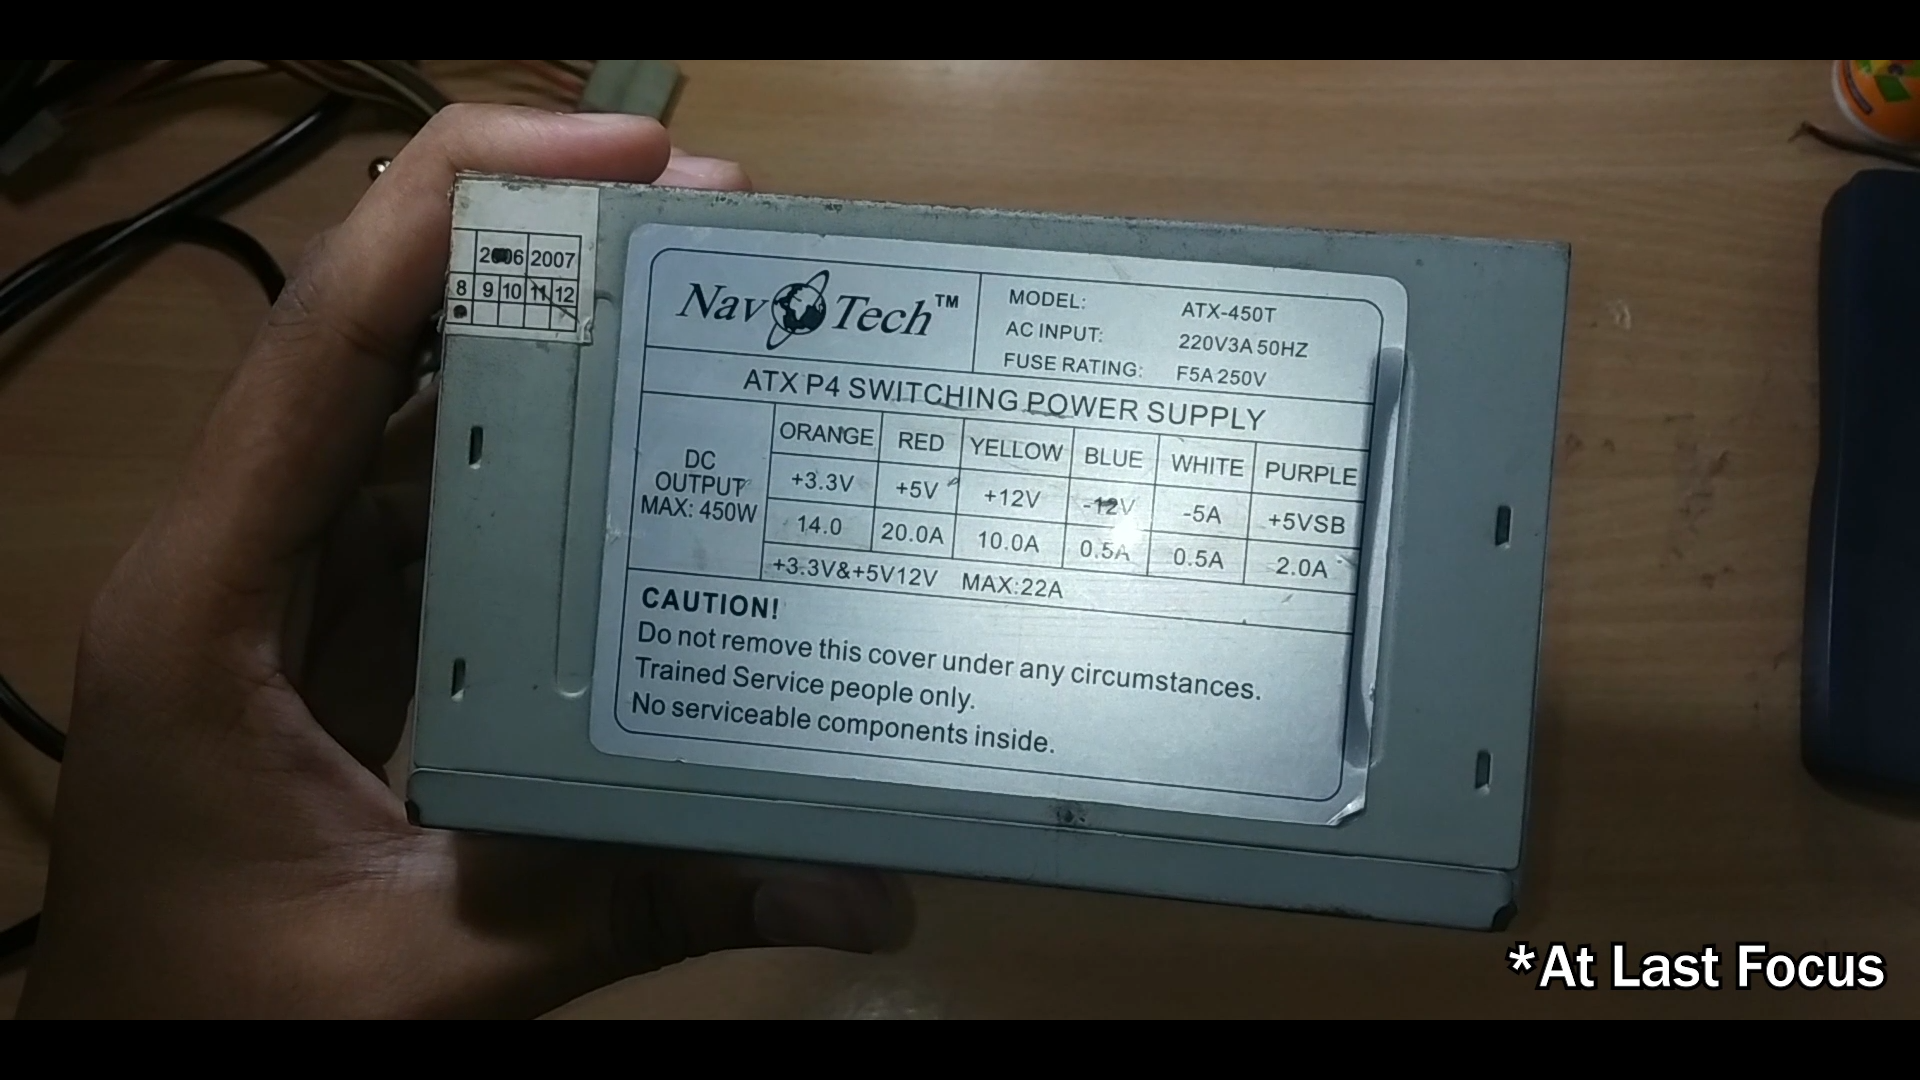 2006 2007
8 9 10 11 12
Nav Tech™
MODEL: ATX-450T
AC INPUT: 220V3A 50HZ
FUSE RATING: F5A 250V
ATX P4 SWITCHING POWER SUPPLY
DC OUTPUT MAX: 450W
ORANGE RED YELLOW BLUE WHITE PURPLE
+3.3V +5V +12V -12V -5A +5VSB
14.0 20.0A 10.0A 0.5A 0.5A 2.0A
+3.3V&+5V12V MAX:22A
CAUTION!
Do not remove this cover under any circumstances.
Trained Service people only.
No serviceable components inside.
*At Last Focus